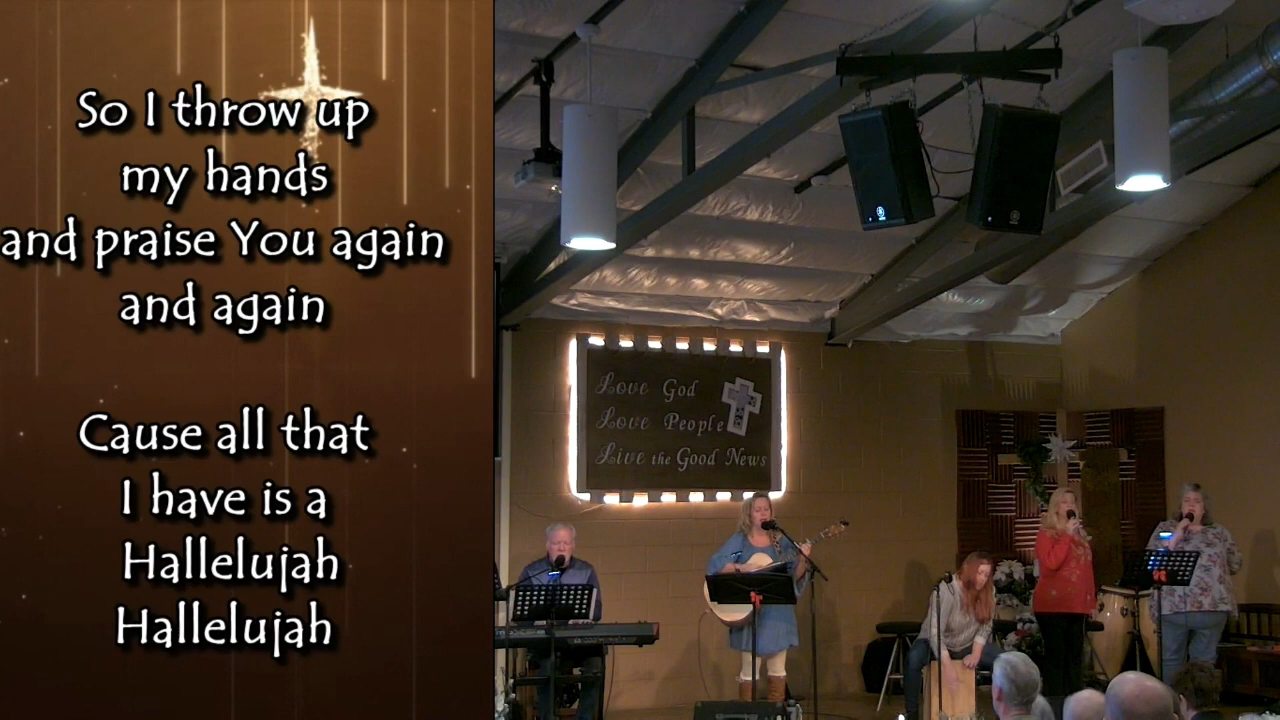 So I throw up
my hands
and praise You again
and again
Cause all that
I have is a
Hallelujah
Hallelujah
Love God
Love People
Live the Good News